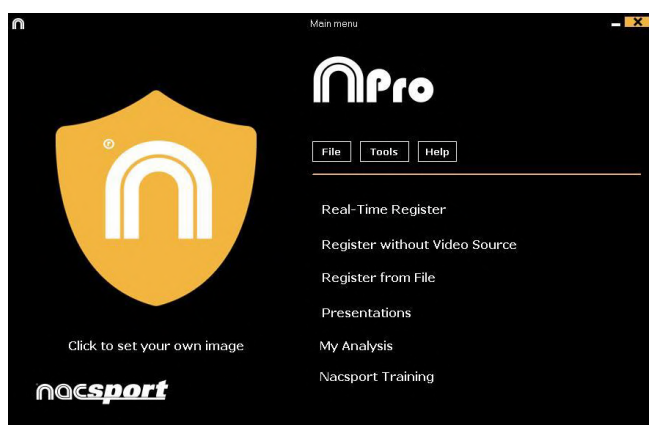 Main menu
Pro
File Tools Help
Real-Time Register
Register without Video Source
Register from File
Presentations
Click to set your own image
My Analysis
Nacsport Training
nacsport